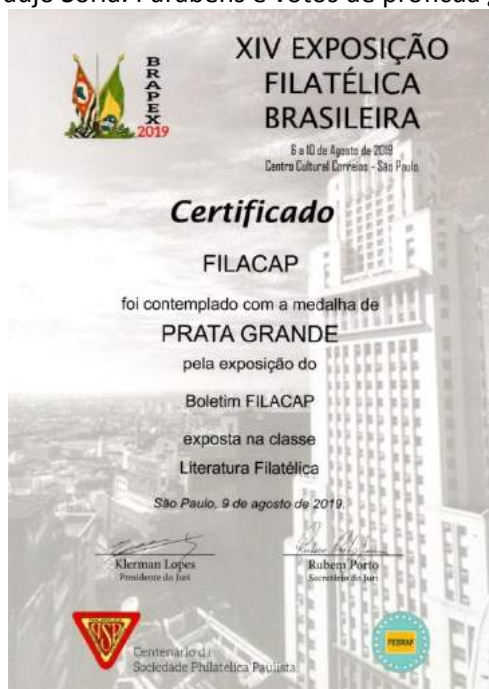 BRAPEX
2019
XIV EXPOSIÇÃO
FILATÉLICA
BRASILEIRA
6 a 10 de Agosto de 2019
Centro Cultural Correios - São Paulo
Certificado
FILACAP
foi contemplado com a medalha de
PRATA GRANDE
pela exposição do
Boletim FILACAP
exposta na classe
Literatura Filatélica
São Paulo, 9 de agosto de 2019.
Klerman Lopes
Presidente do Juri
Rubem Porto
Secretário do Juri
Centenário da
Sociedade Philatelica Paulista
FEBRAF